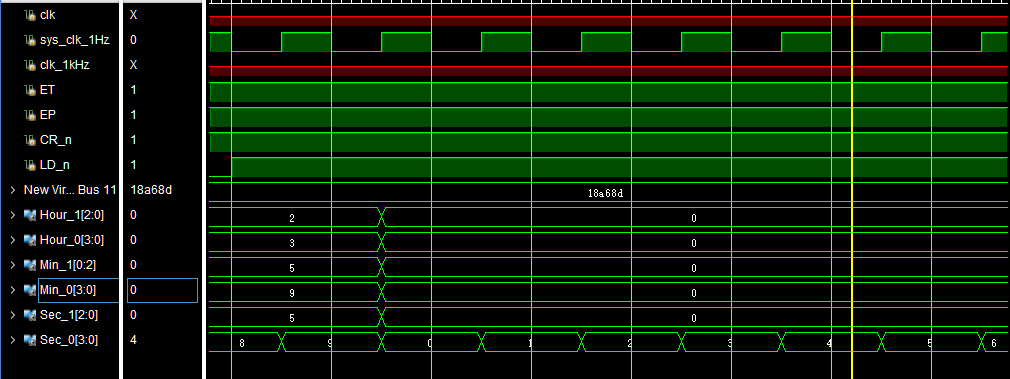 clk X
sys_clk_1Hz 0
clk_1kHz X
ET 1
EP 1
CR_n 1
LD_n 1
New Vir... Bus 11 18a68d 18a68d
Hour_1[2:0] 0 2 0
Hour_0[3:0] 0 3 0
Min_1[0:2] 0 5 0
Min_0[3:0] 0 9 0
Sec_1[2:0] 0 5 0
Sec_0[3:0] 4 8 9 0 1 2 3 4 5 6